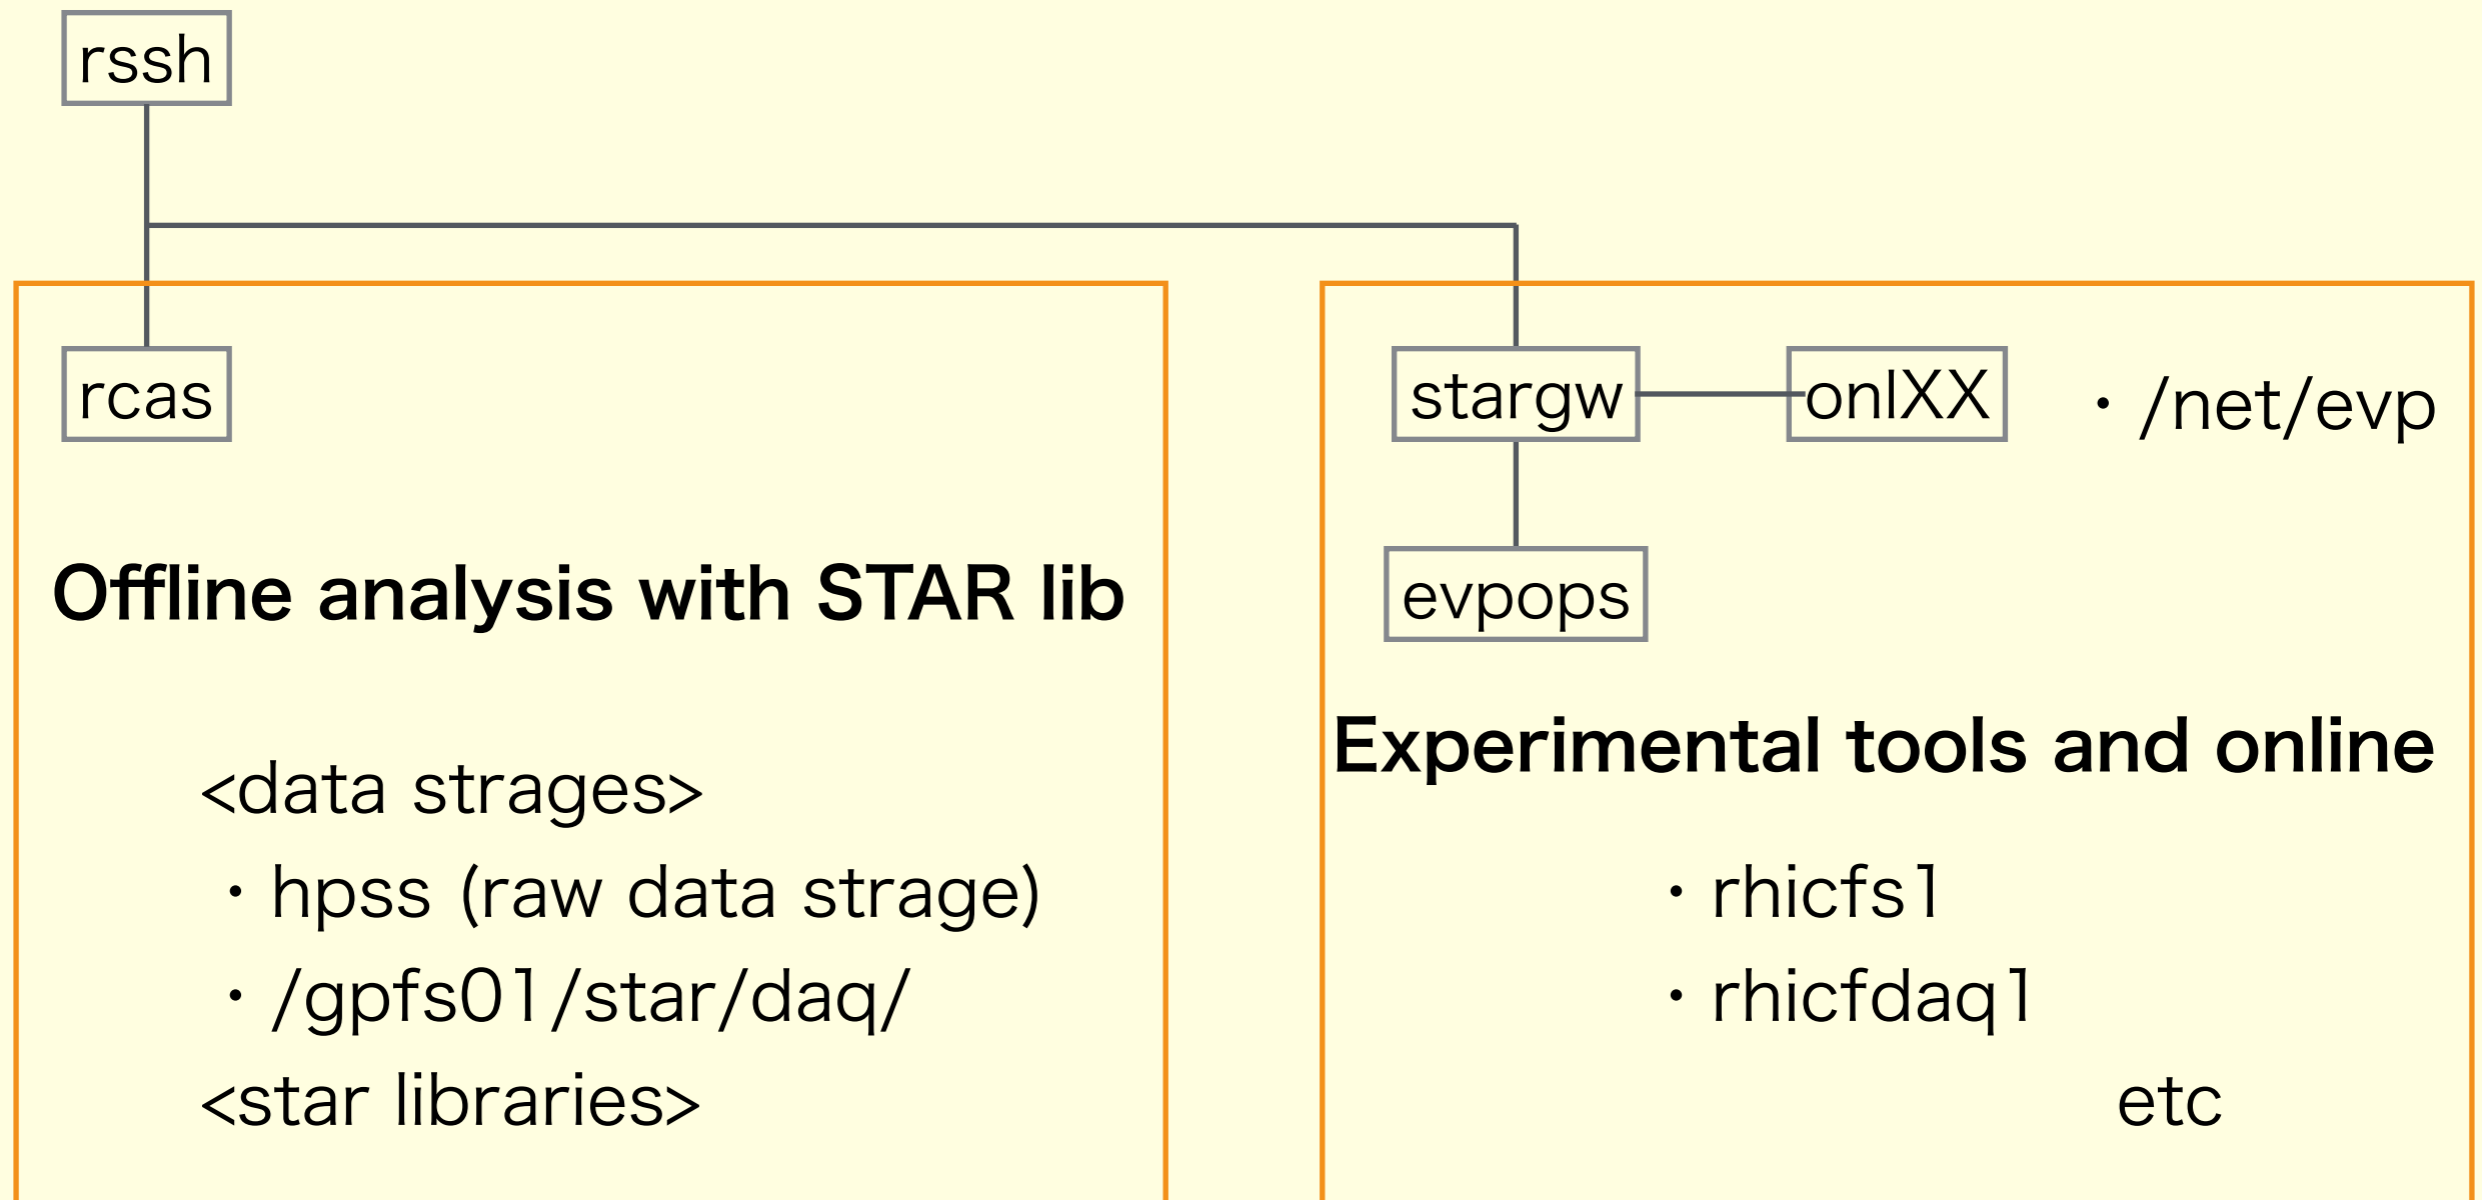 rssh
rcas
Offline analysis with STAR lib
<data strages>
・hpss (raw data strage)
・/gpfs01/star/daq/
<star libraries>
stargw
onlXX
・/net/evp
evpops
Experimental tools and online
・rhicfs1
・rhicfdaq1
etc